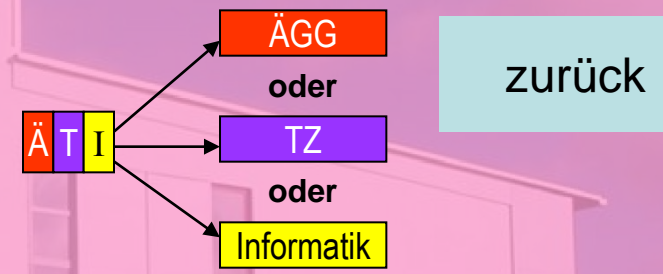 ÄGG
oder
zurück
Ä T I
TZ
oder
Informatik